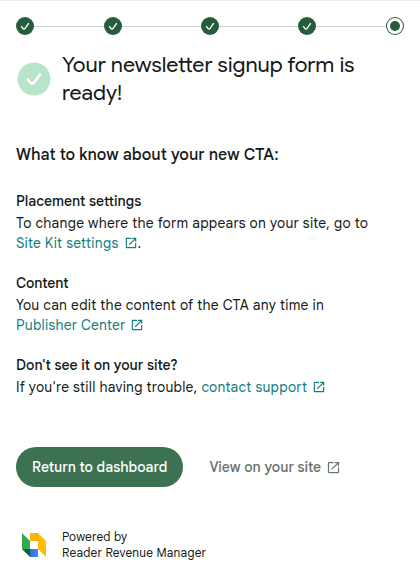 Your newsletter signup form is
ready!
What to know about your new CTA:
Placement settings
To change where the form appears on your site, go to
Site Kit settings.
Content
You can edit the content of the CTA any time in
Publisher Center
Don't see it on your site?
If you're still having trouble, contact support
Return to dashboard
View on your site
Powered by
Reader Revenue Manager